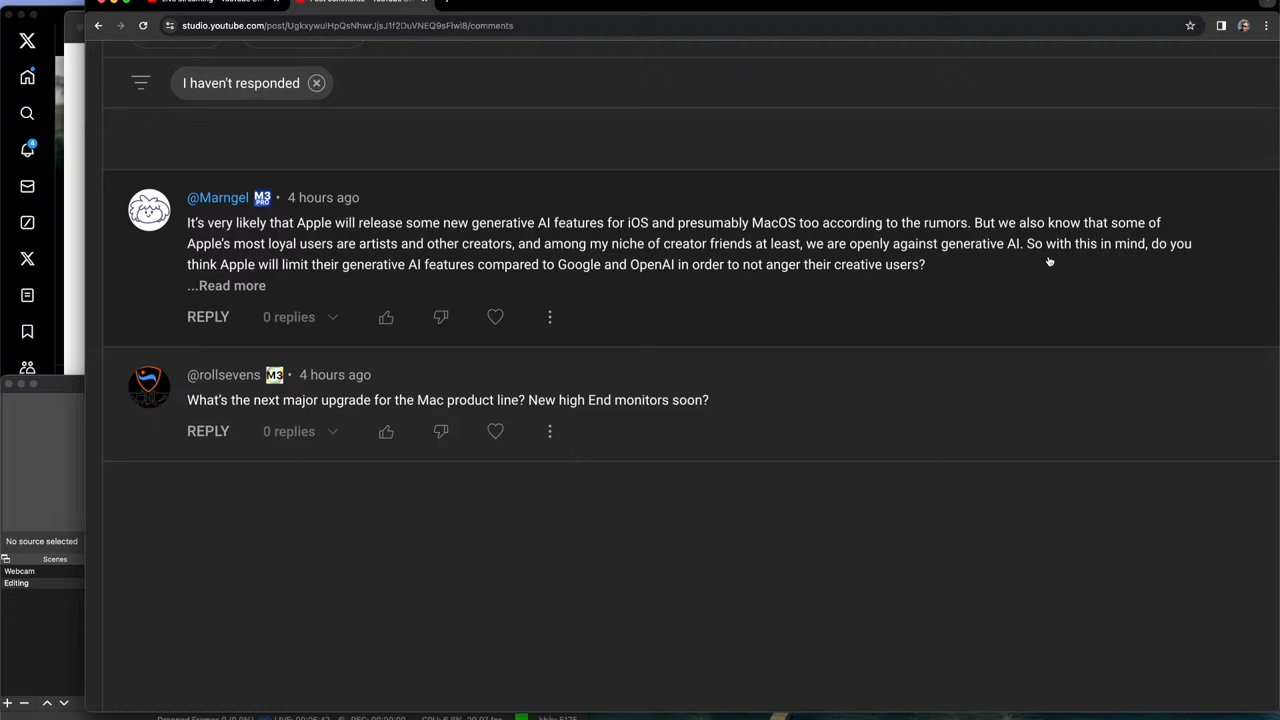 studio.youtube.com/post/UgkxywulHpQsNhwrJjsJ1f2DuVNEQ9sFlwi8/comments
I haven't responded
@Marngel M3 PRO • 4 hours ago
It's very likely that Apple will release some new generative AI features for iOS and presumably MacOS too according to the rumors. But we also know that some of
Apple's most loyal users are artists and other creators, and among my niche of creator friends at least, we are openly against generative AI. So with this in mind, do you
think Apple will limit their generative AI features compared to Google and OpenAI in order to not anger their creative users?
...Read more
REPLY 0 replies
@rollsevens M3 • 4 hours ago
What's the next major upgrade for the Mac product line? New high End monitors soon?
REPLY 0 replies
4
No source selected
Scenes
Webcam
Editing